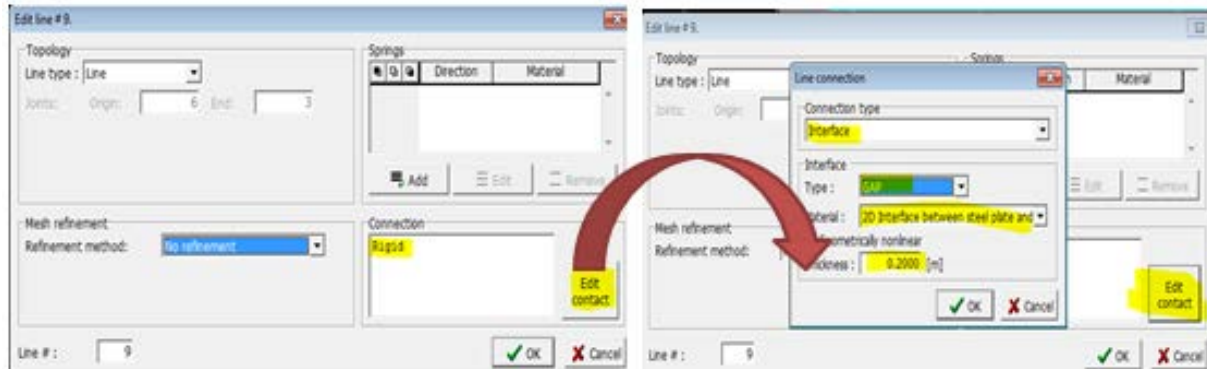 Edit line # 9.
Topology
Line type : Line
Joints: Origin: 6 End: 3
Springs
Direction Material
Add Edit Remove
Mesh refinement
Refinement method: No refinement
Connection
Rigid
Edit
contact
Line # : 9
OK Cancel
Edit line # 9.
Topology
Line type : Line
Joints: Origin:
Springs
Material
Line connection
Connection type
Interface
Interface
Type : GAP
Material : 2D Interface between steel plate and
Geometrically nonlinear
Thickness : 0.2000 [m]
OK Cancel
Edit Remove
Mesh refinement
Refinement method:
Edit
contact
Line # : 9
OK Cancel